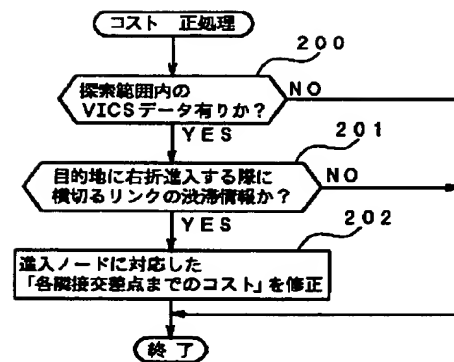 コスト 正処理
200
探索範囲内の
VICSデータ有りか?
NO
YES
201
目的地に右折進入する際に
横切るリンクの渋滞情報か?
NO
YES
202
進入ノードに対応した
「各隣接交差点までのコスト」を修正
終了